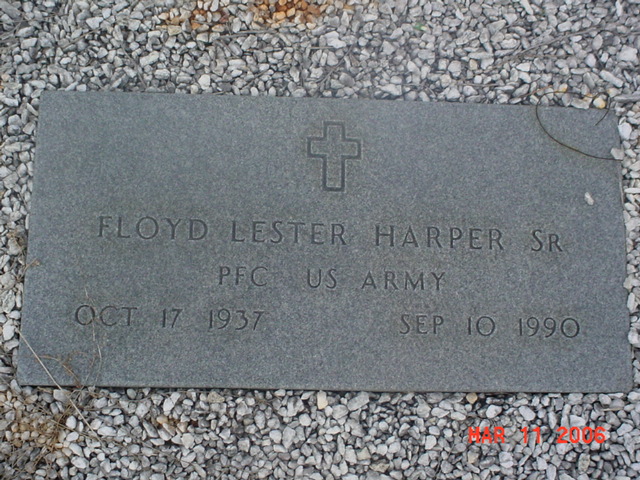 FLOYD LESTER HARPER SR
PFC US ARMY
OCT 17 1937 SEP 10 1990
MAR 11 2006